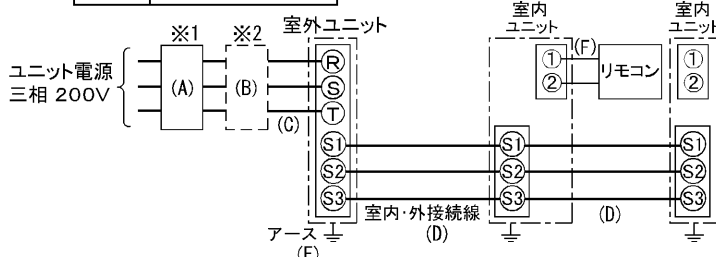 ※1
※2
室外ユニット
室内
ユニット
室内
ユニット
ユニット電源
三相 200V
(A)
(B)
(C)
R
S
T
①
(F)
②
リモコン
①
②
S1
S2
S3
S1
S2
S3
S1
S2
S3
室内・外接続線
(D)
(D)
アース
(E)